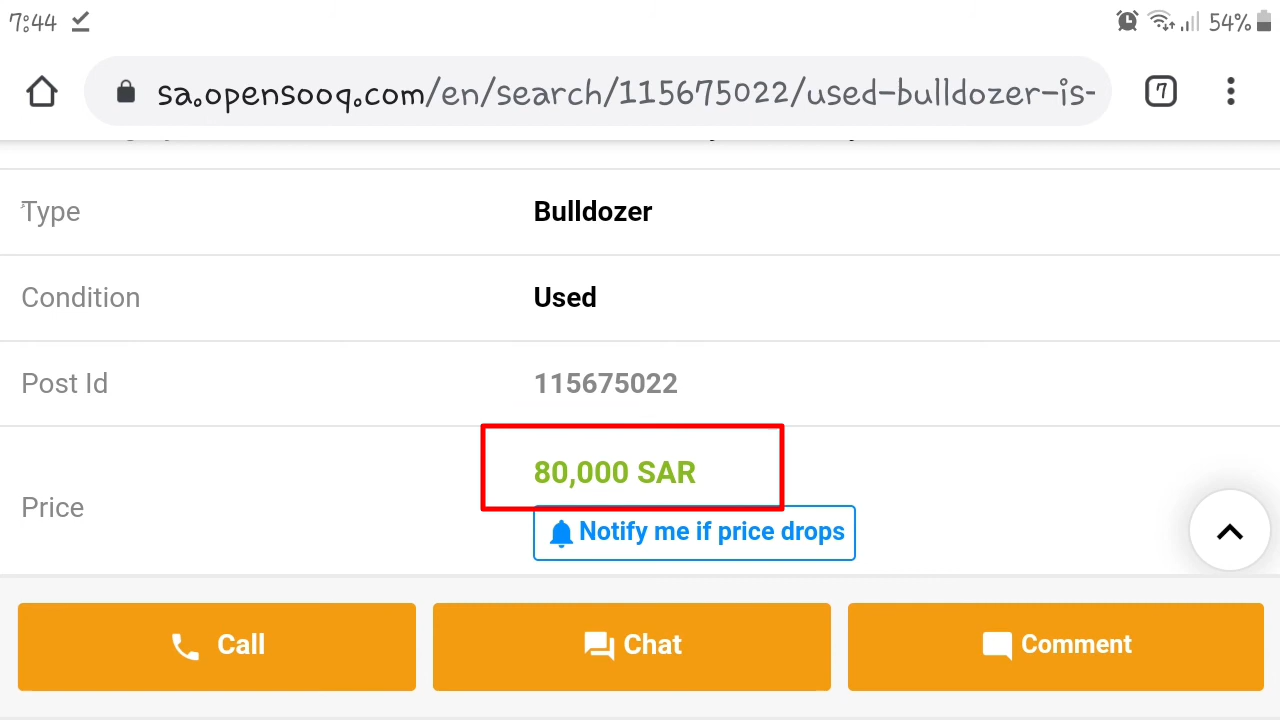 7:44 54%
sa.opensooq.com/en/search/115675022/used-bulldozer-is-
7
Type Bulldozer
Condition Used
Post Id 115675022
Price 80,000 SAR
Notify me if price drops
Call Chat Comment